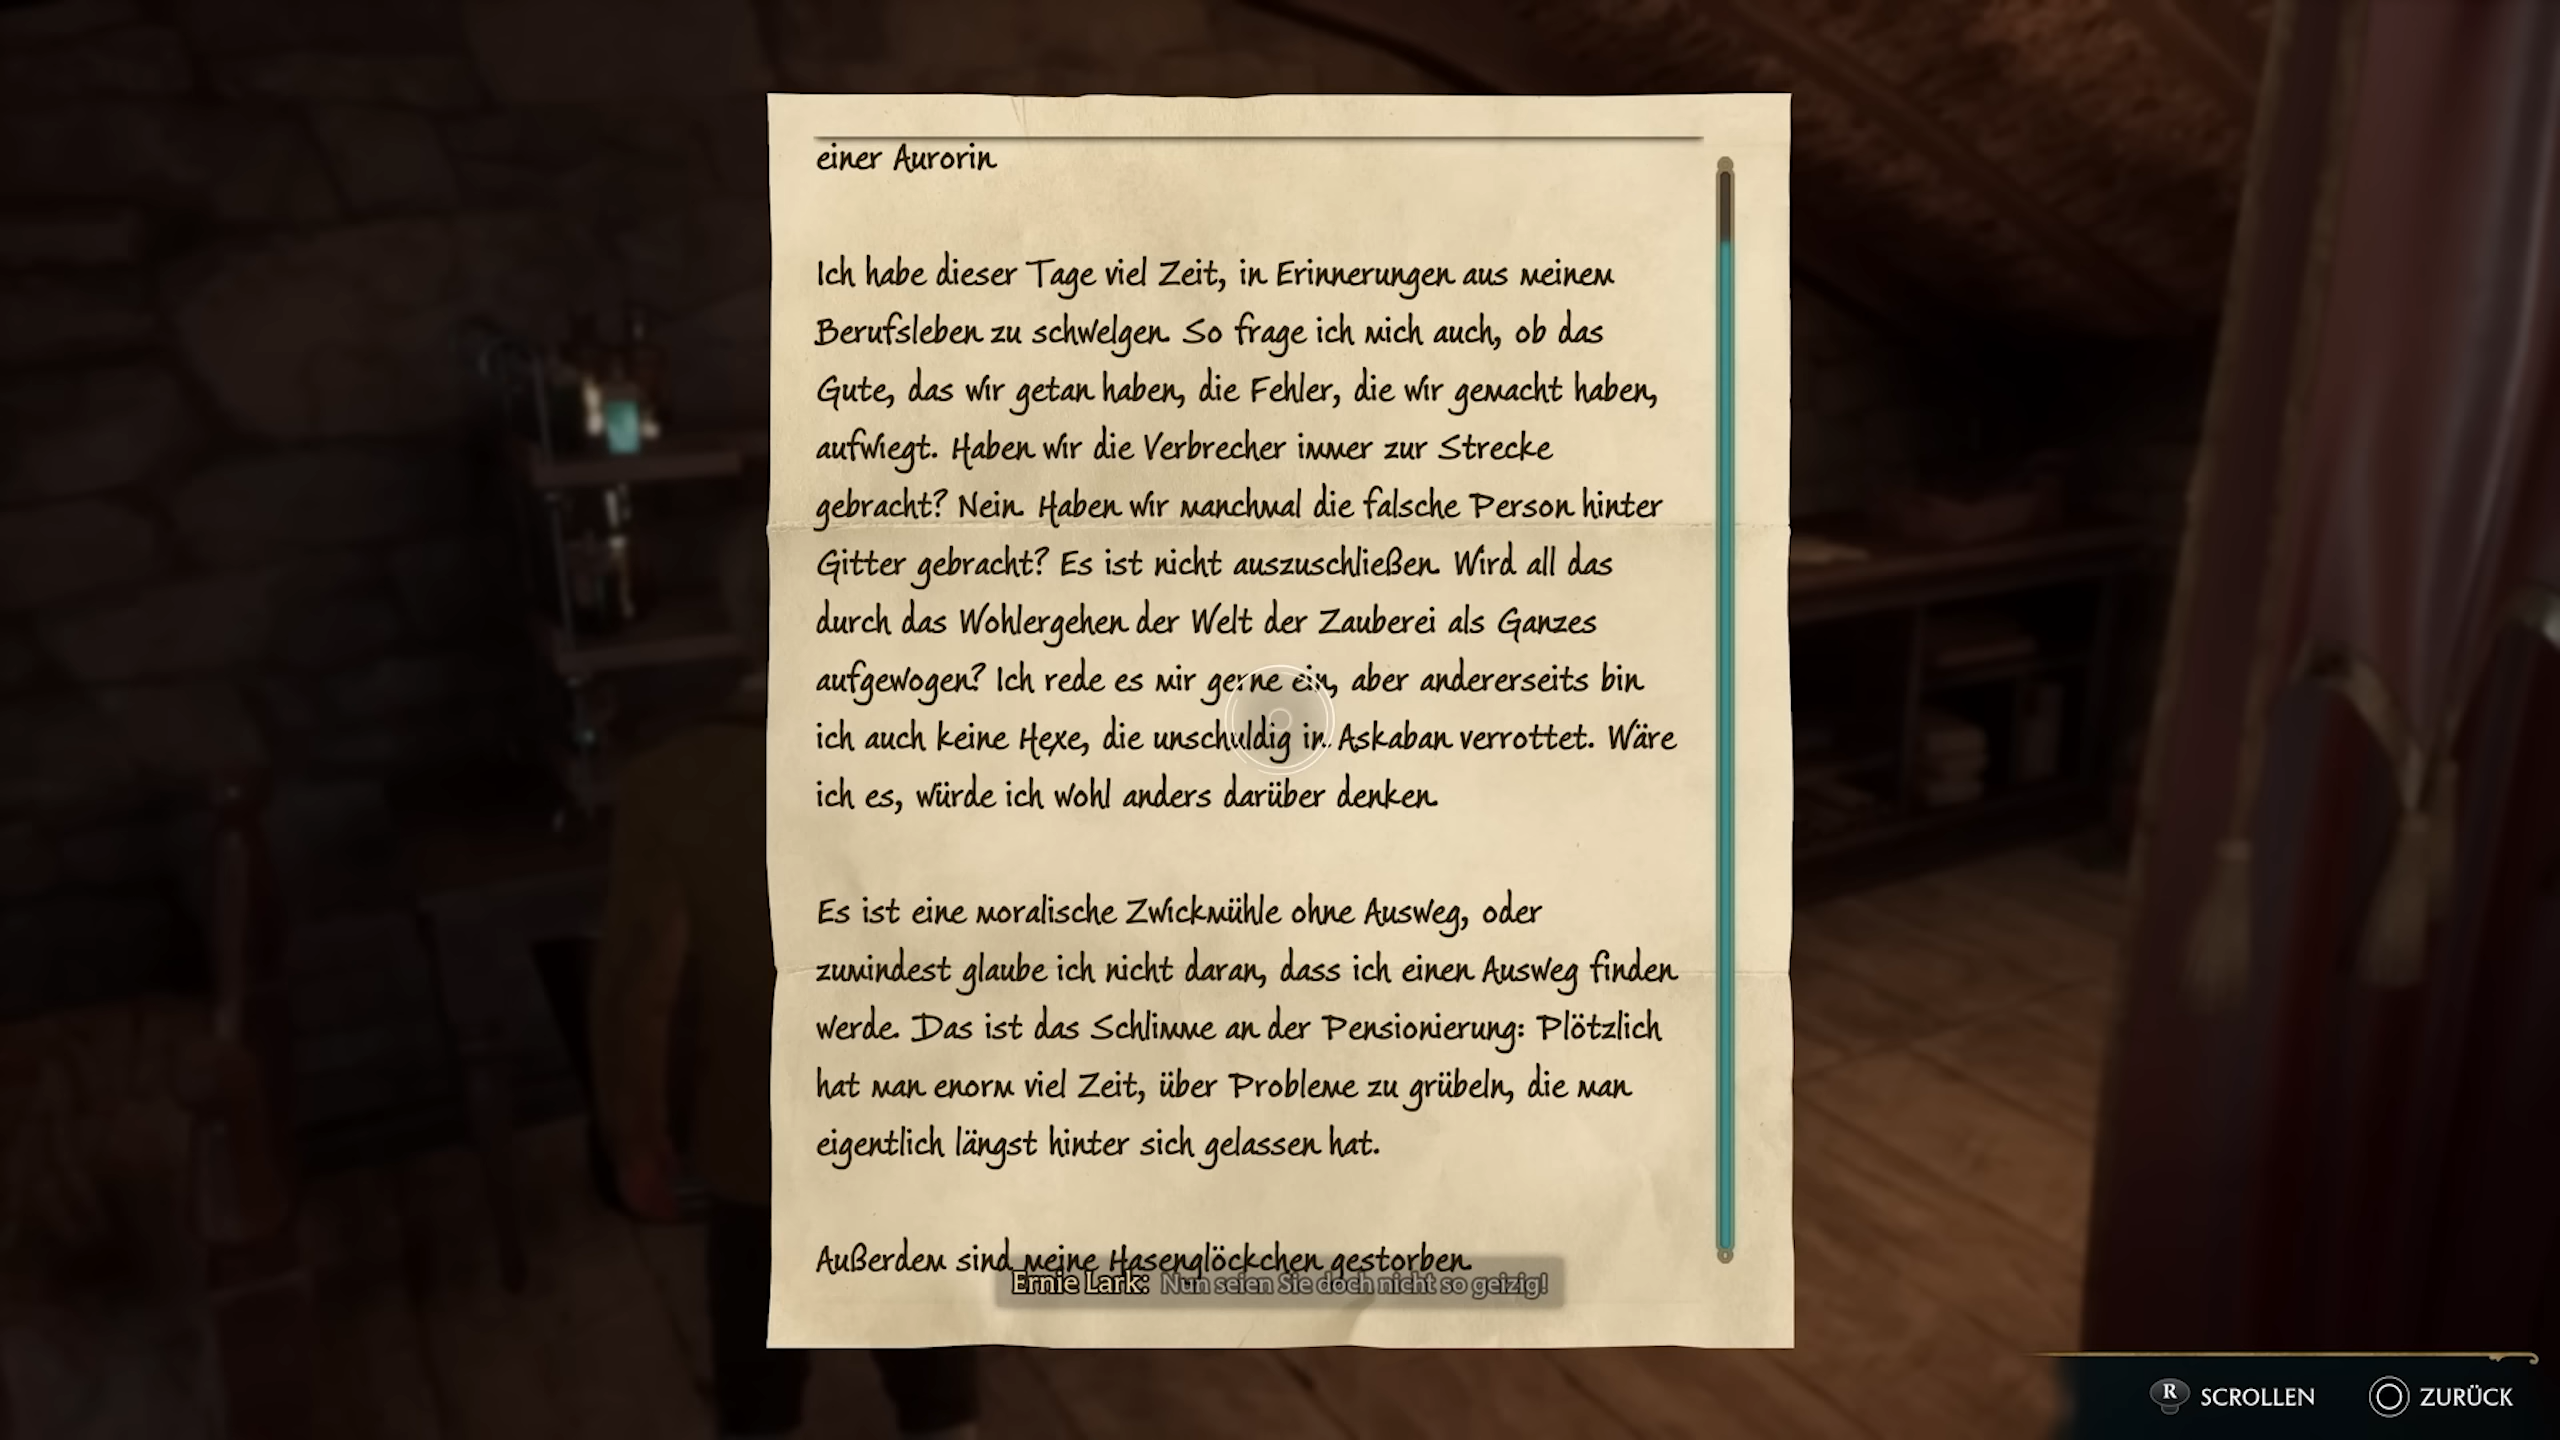 einer Aurorin
Ich habe dieser Tage viel Zeit, in Erinnerungen aus meinem
Berufsleben zu schwelgen. So frage ich mich auch, ob das
Gute, das wir getan haben, die Fehler, die wir gemacht haben,
aufwiegt. Haben wir die Verbrecher immer zur Strecke
gebracht? Nein. Haben wir manchmal die falsche Person hinter
Gitter gebracht? Es ist nicht auszuschließen. Wird all das
durch das Wohlergehen der Welt der Zauberei als Ganzes
aufgewogen? Ich rede es mir gerne ein, aber andererseits bin
ich auch keine Hexe, die unschuldig in Askaban verrottet. Wäre
ich es, würde ich wohl anders darüber denken.
Es ist eine moralische Zwickmühle ohne Ausweg, oder
zumindest glaube ich nicht daran, dass ich einen Ausweg finden
werde. Das ist das Schlimme an der Pensionierung: Plötzlich
hat man enorm viel Zeit, über Probleme zu grübeln, die man
eigentlich längst hinter sich gelassen hat.
Außerdem sind meine Hasenglöckchen gestorben.
Ernie Lark: Nun seien Sie doch nicht so geizig!
R SCROLLEN ZURÜCK